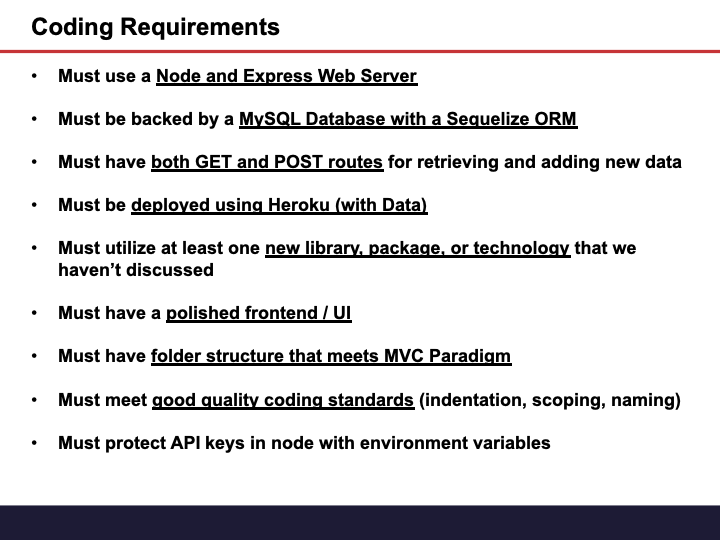 Coding Requirements
• Must use a Node and Express Web Server
• Must be backed by a MySQL Database with a Sequelize ORM
• Must have both GET and POST routes for retrieving and adding new data
• Must be deployed using Heroku (with Data)
• Must utilize at least one new library, package, or technology that we
haven’t discussed
• Must have a polished frontend / UI
• Must have folder structure that meets MVC Paradigm
• Must meet good quality coding standards (indentation, scoping, naming)
• Must protect API keys in node with environment variables